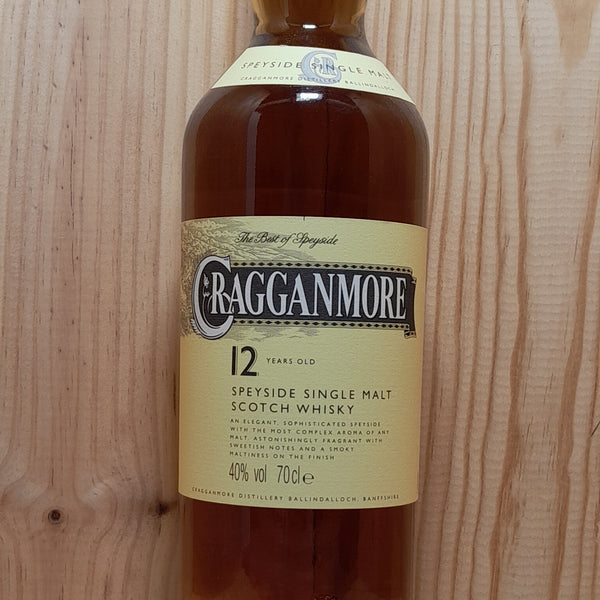 SPEYSIDE SINGLE MALT
CRAGGANMORE DISTILLERY BALLINDALLOCH
The Best of Speyside
CRAGGANMORE
12 YEARS OLD
SPEYSIDE SINGLE MALT
SCOTCH WHISKY
AN ELEGANT, SOPHISTICATED SPEYSIDE
WITH THE MOST COMPLEX AROMA OF ANY
MALT. ASTONISHINGLY FRAGRANT WITH
SWEETISH NOTES AND A SMOKY
MALTINESS ON THE FINISH
40% vol 70cl e
CRAGGANMORE DISTILLERY BALLINDALLOCH, BANFFSHIRE